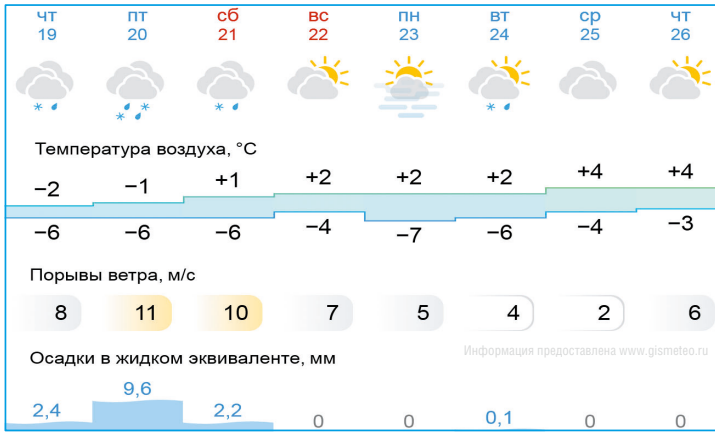 чт пт сб вс пн вт ср чт
19 20 21 22 23 24 25 26
Температура воздуха, °C
−2 −1 +1 +2 +2 +2 +4 +4
−6 −6 −6 −4 −7 −6 −4 −3
Порывы ветра, м/с
8 11 10 7 5 4 2 6
Информация предоставлена www.gismeteo.ru
Осадки в жидком эквиваленте, мм
2,4 9,6 2,2 0 0 0,1 0 0